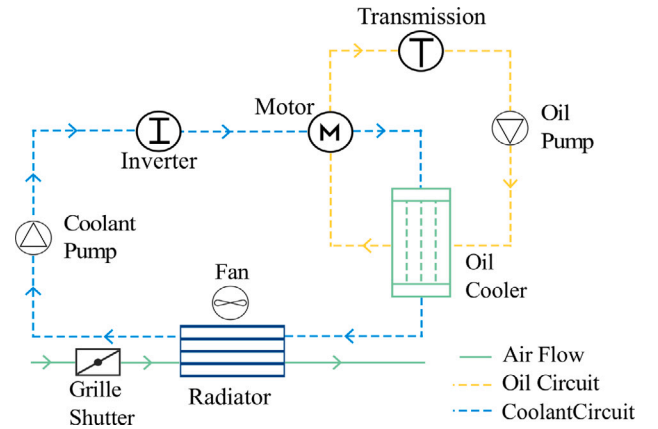 Transmission
T
Motor
M
Oil
Pump
I
Inverter
Coolant
Pump
Oil
Cooler
Fan
Radiator
Grille
Shutter
Air Flow
Oil Circuit
CoolantCircuit